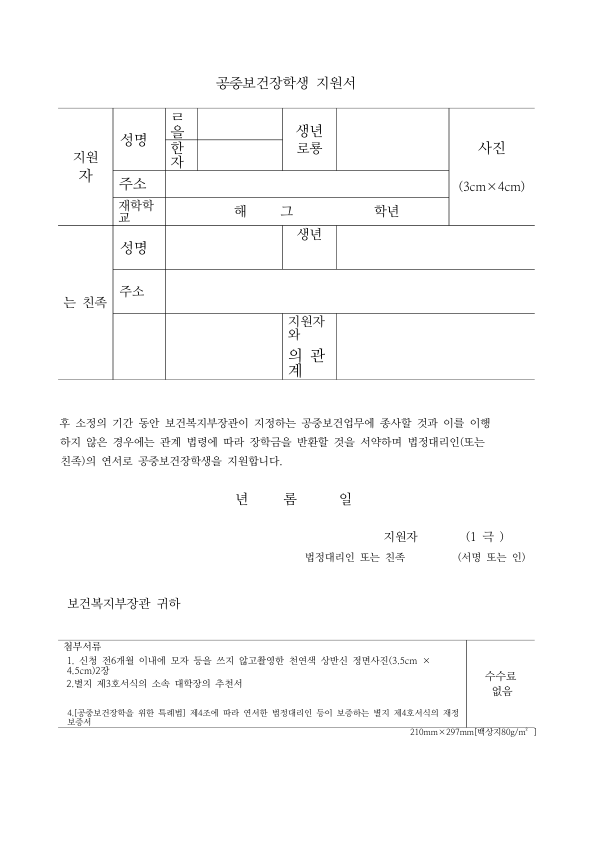 공중보건장학생 지원서
지원
자
성명
ㄹ
을
한
자
생년
로룡
사진
(3cm×4cm)
주소
재학학
교
해 그 학년
는 친족
성명
생년
주소
지원자
와
의 관
계
후 소정의 기간 동안 보건복지부장관이 지정하는 공중보건업무에 종사할 것과 이를 이행
하지 않은 경우에는 관계 법령에 따라 장학금을 반환할 것을 서약하며 법정대리인(또는
친족)의 연서로 공중보건장학생을 지원합니다.
년 롬 일
지원자 (1 극 )
법정대리인 또는 친족 (서명 또는 인)
보건복지부장관 귀하
첨부서류
1. 신청 전6개월 이내에 모자 등을 쓰지 않고촬영한 천연색 상반신 정면사진(3.5cm ×
4.5cm)2장
2.별지 제3호서식의 소속 대학장의 추천서
4.[공중보건장학을 위한 특례법] 제4조에 따라 연서한 법정대리인 등이 보증하는 별지 제4호서식의 재정
보증서
수수료
없음
210mm×297mm[백상지80g/㎡ ]